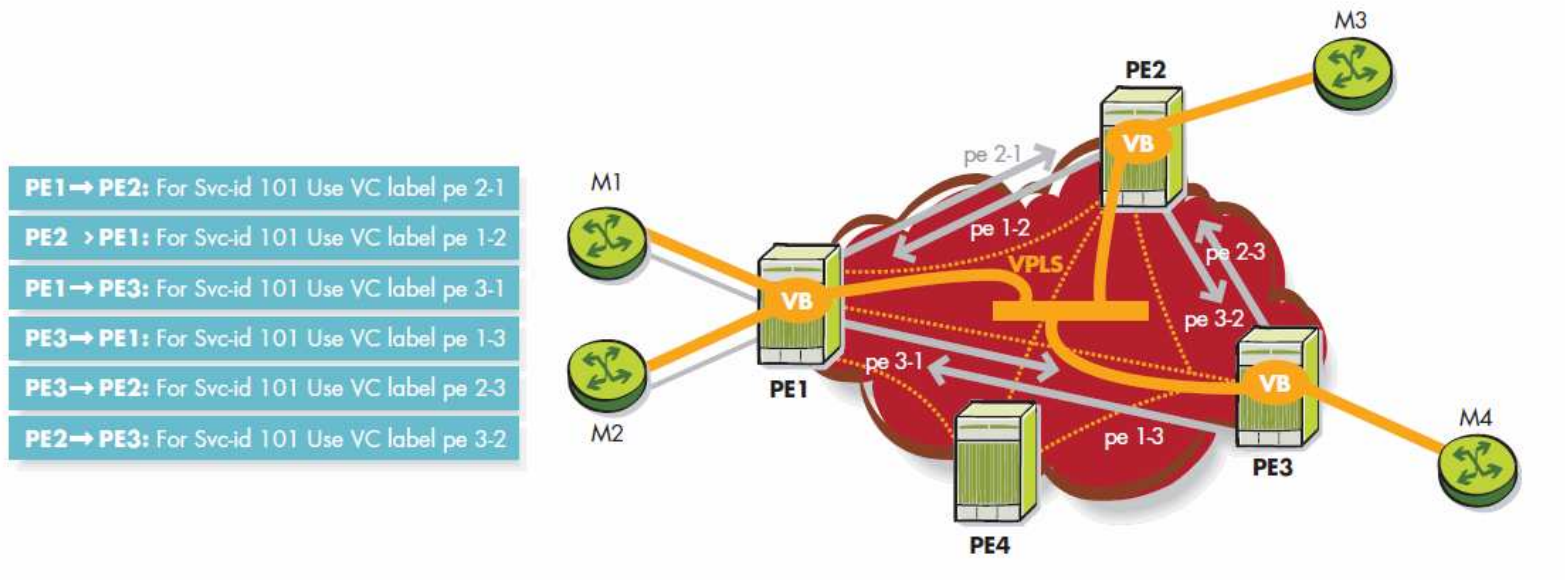 PE1→PE2: For Svc-id 101 Use VC label pe 2-1
PE2 >PE1: For Svc-id 101 Use VC label pe 1-2
PE1→PE3: For Svc-id 101 Use VC label pe 3-1
PE3→PE1: For Svc-id 101 Use VC label pe 1-3
PE3→PE2: For Svc-id 101 Use VC label pe 2-3
PE2→PE3: For Svc-id 101 Use VC label pe 3-2
M3
PE2
VB
pe 2-1
M1
pe 1-2
pe 2-3
VPLS
VB
pe 3-2
pe 3-1
PE1
VB
M2
M4
pe 1-3
PE3
PE4